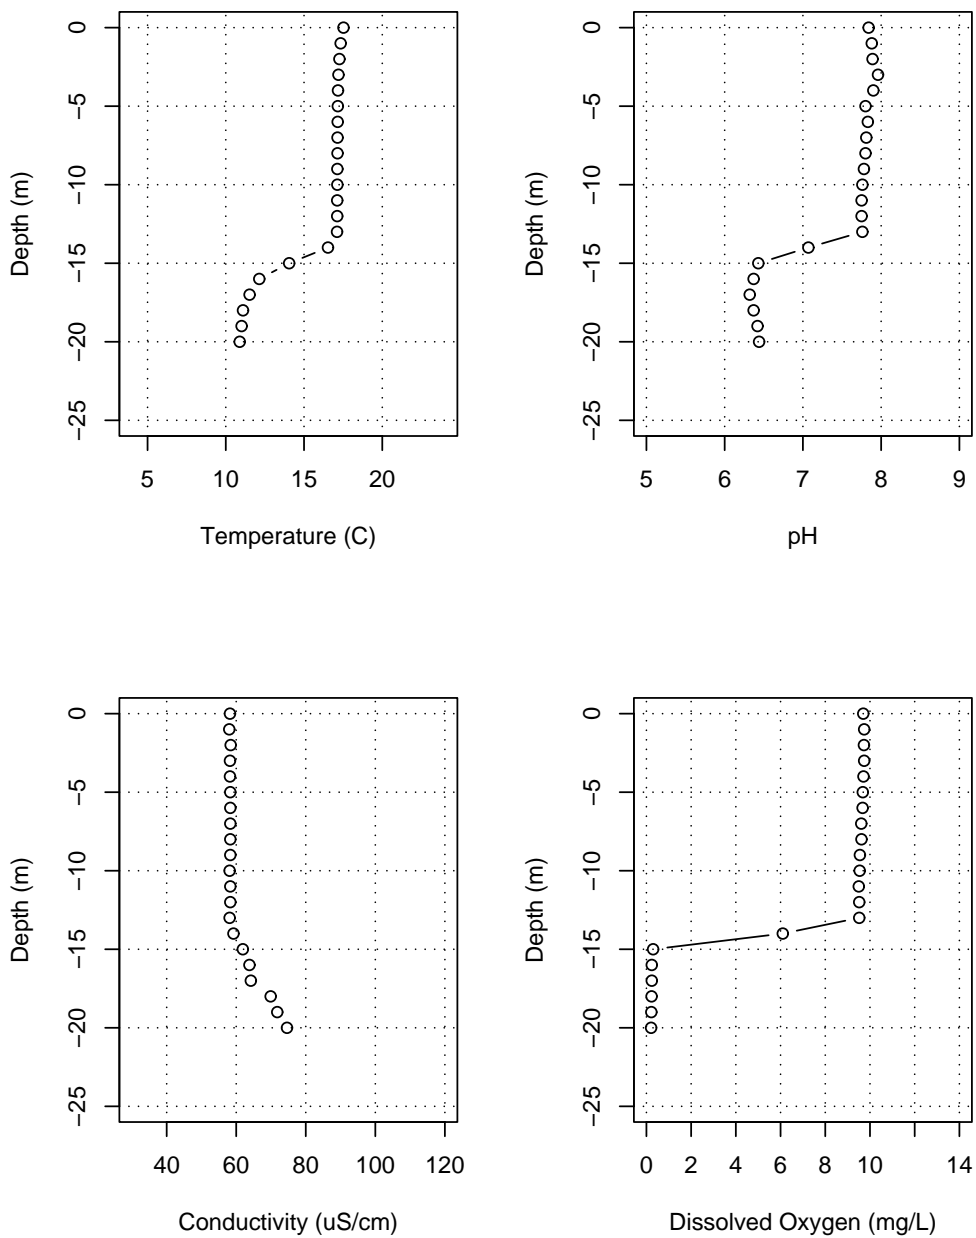 0
−5
−10
−15
−20
−25
Depth (m)
5 10 15 20
Temperature (C)
0
−5
−10
−15
−20
−25
Depth (m)
5 6 7 8 9
pH
0
−5
−10
−15
−20
−25
Depth (m)
40 60 80 100 120
Conductivity (uS/cm)
0
−5
−10
−15
−20
−25
Depth (m)
0 2 4 6 8 10 14
Dissolved Oxygen (mg/L)